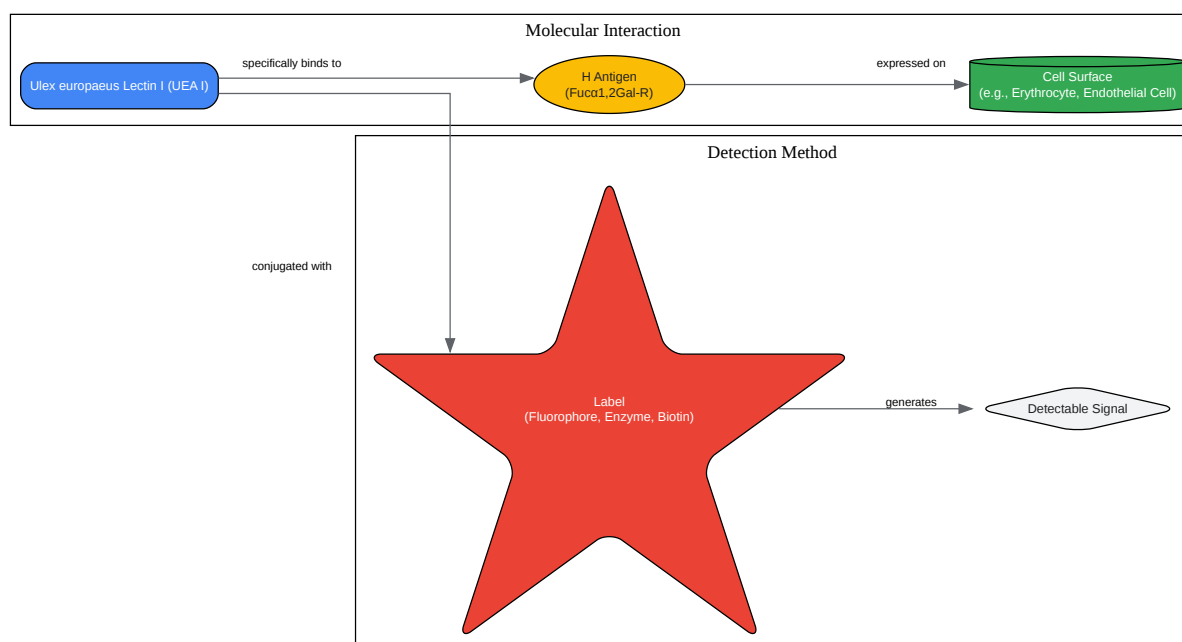 Molecular Interaction
Ulex europaeus Lectin I (UEA I)
specifically binds to
H Antigen
(Fucα1,2Gal-R)
expressed on
Cell Surface
(e.g., Erythrocyte, Endothelial Cell)
Detection Method
conjugated with
Label
(Fluorophore, Enzyme, Biotin)
generates
Detectable Signal